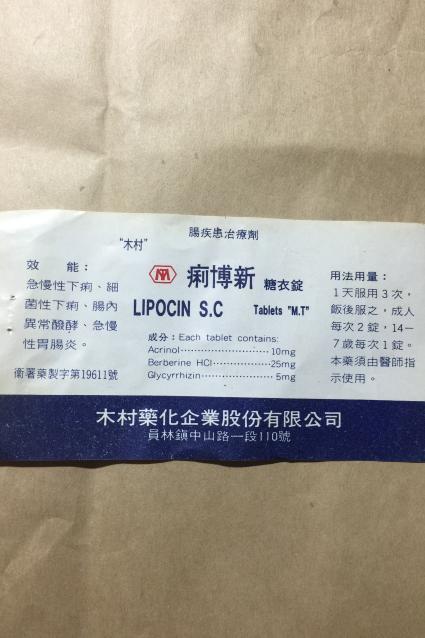 腸疾患治療劑
"木村"
效 能：
急慢性下痢、細
菌性下痢、腸內
異常醱酵、急慢
性胃腸炎。
衛署藥製字第19611號
痢博新 糖衣錠
LIPOCIN S.C Tablets "M.T"
成分：Each tablet contains:
Acrinol························10mg
Berberine HCl···············25mg
Glycyrrhizin···················5mg
用法用量：
1天服用3次，
飯後服之，成人
每次2錠，14—
7歲每次1錠。
本藥須由醫師指
示使用。
木村藥化企業股份有限公司
員林鎮中山路一段110號